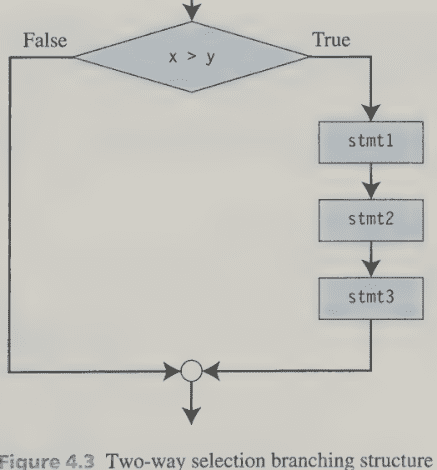 False
True
x > y
stmt1
stmt2
stmt3
Figure 4.3 Two-way selection branching structure